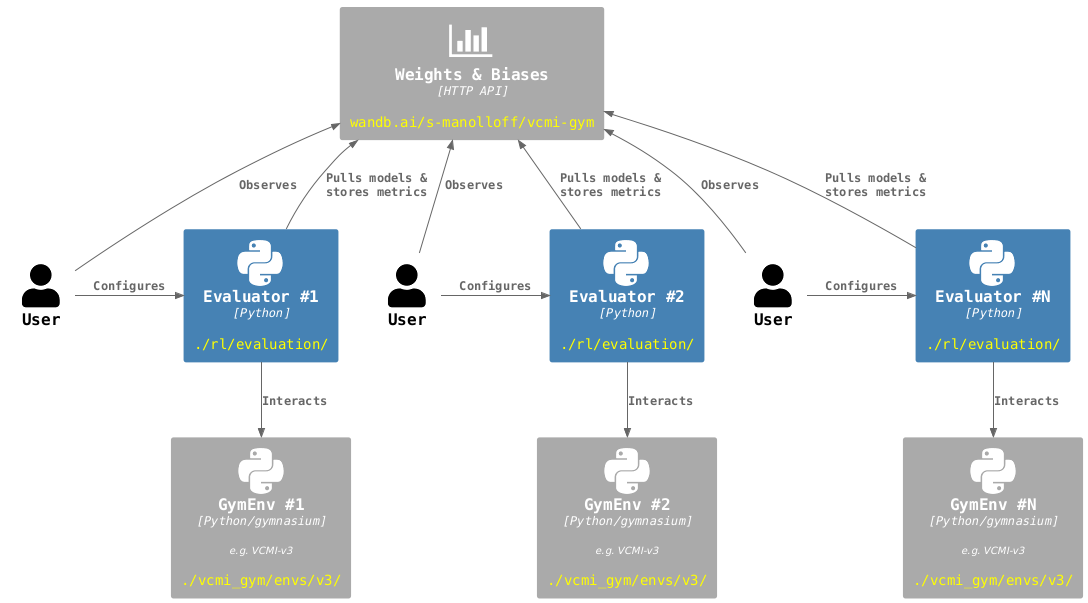 Weights & Biases
[HTTP API]
wandb.ai/s-manolloff/vcmi-gym
Observes
Pulls models &
stores metrics
Observes
Pulls models &
stores metrics
Observes
Pulls models &
stores metrics
User
Configures
Evaluator #1
[Python]
./rl/evaluation/
User
Configures
Evaluator #2
[Python]
./rl/evaluation/
User
Configures
Evaluator #N
[Python]
./rl/evaluation/
Interacts
Interacts
Interacts
GymEnv #1
[Python/gymnasium]
e.g. VCMI-v3
./vcmi_gym/envs/v3/
GymEnv #2
[Python/gymnasium]
e.g. VCMI-v3
./vcmi_gym/envs/v3/
GymEnv #N
[Python/gymnasium]
e.g. VCMI-v3
./vcmi_gym/envs/v3/